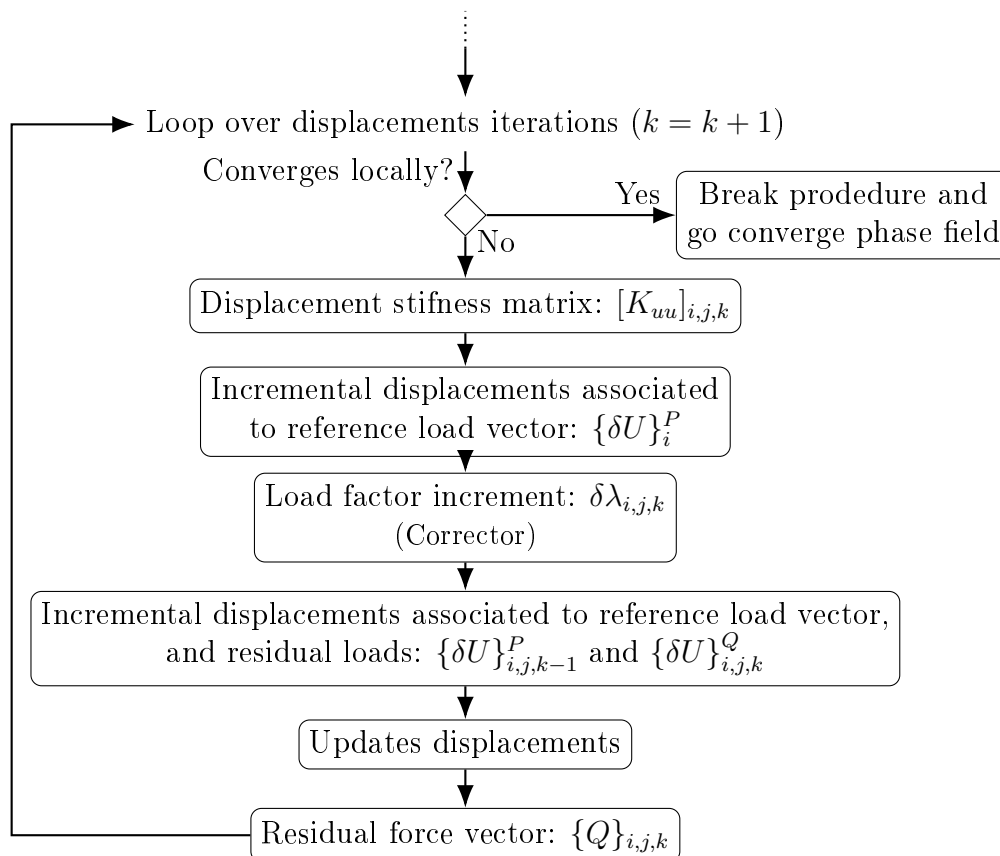 Loop over displacements iterations (k = k + 1)
Converges locally?
Yes
Break prodedure and
go converge phase field
No
Displacement stifness matrix: [K_{uu}]_{i,j,k}
Incremental displacements associated
to reference load vector: {δU}_i^P
Load factor increment: δλ_{i,j,k}
(Corrector)
Incremental displacements associated to reference load vector,
and residual loads: {δU}_{i,j,k−1}^P and {δU}_{i,j,k}^Q
Updates displacements
Residual force vector: {Q}_{i,j,k}